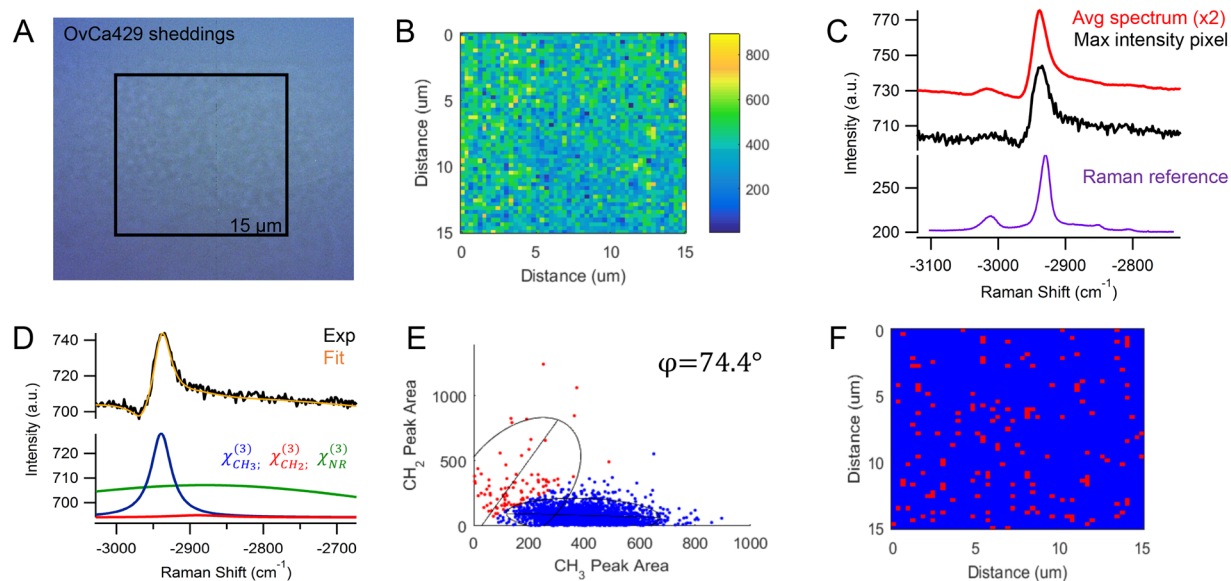 A
OvCa429 sheddings
15 µm
B
0
5
10
15
Distance (um)
0
5
10
15
Distance (um)
800
600
400
200
C
770
750
730
710
250
200
Intensity (a.u.)
Avg spectrum (x2)
Max intensity pixel
Raman reference
-3100
-3000
-2900
-2800
Raman Shift (cm⁻¹)
D
740
720
700
710
700
Intensity (a.u.)
Exp
Fit
χ(3)CH3; χ(3)CH2; χ(3)NR
-3000
-2900
-2800
-2700
Raman Shift (cm⁻¹)
E
φ=74.4°
1000
500
0
CH₂ Peak Area
0
200
400
600
800
1000
CH₃ Peak Area
F
0
5
10
15
Distance (um)
0
5
10
15
Distance (um)